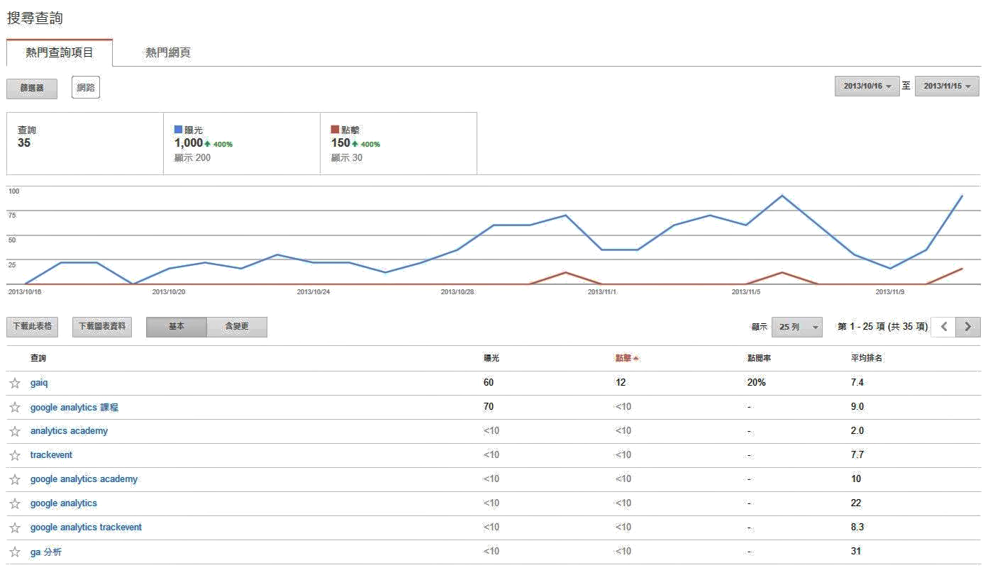 搜尋查詢
熱門查詢項目 熱門網頁
篩選器 網路 2013/10/16 至 2013/11/15
查詢 曝光 點擊
35 1,000 400% 150 400%
顯示 200 顯示 30
100
75
50
25
2013/10/16 2013/10/20 2013/10/24 2013/10/28 2013/11/1 2013/11/5 2013/11/9
下載此表格 下載圖表資料 基本 含變更 顯示 25 列 第 1 - 25 項 (共 35 項)
查詢 曝光 點擊 點閱率 平均排名
gaiq 60 12 20% 7.4
google analytics 課程 70 <10 - 9.0
analytics academy <10 <10 - 2.0
trackevent <10 <10 - 7.7
google analytics academy <10 <10 - 10
google analytics <10 <10 - 22
google analytics trackevent <10 <10 - 8.3
ga 分析 <10 <10 - 31